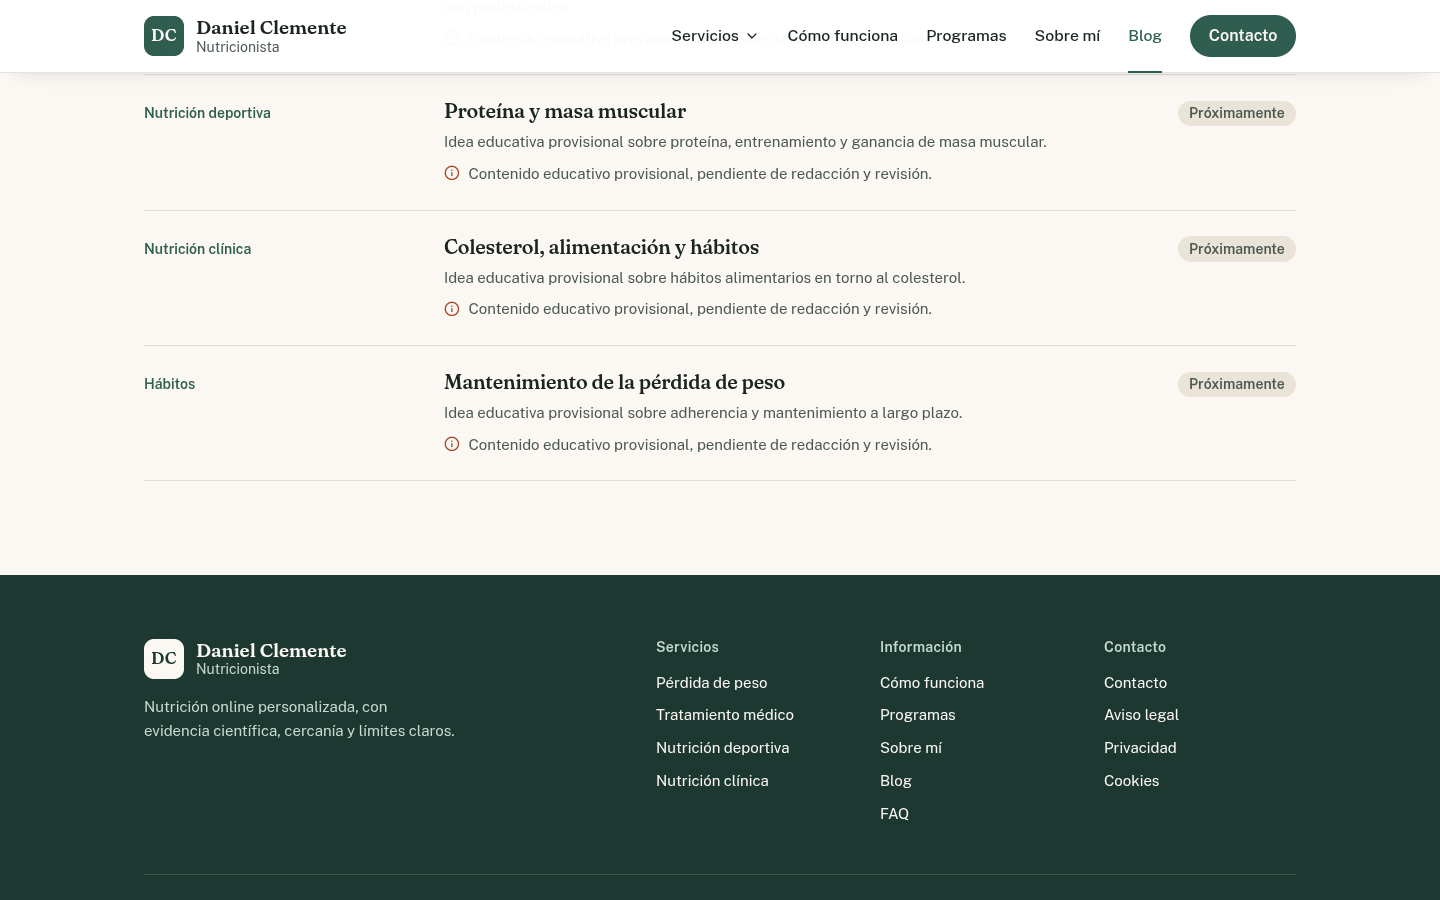 DC
Daniel Clemente
Nutricionista
Servicios
Cómo funciona
Programas
Sobre mí
Blog
Contacto
Nutrición deportiva
Proteína y masa muscular
Próximamente
Idea educativa provisional sobre proteína, entrenamiento y ganancia de masa muscular.
Contenido educativo provisional, pendiente de redacción y revisión.
Nutrición clínica
Colesterol, alimentación y hábitos
Próximamente
Idea educativa provisional sobre hábitos alimentarios en torno al colesterol.
Contenido educativo provisional, pendiente de redacción y revisión.
Hábitos
Mantenimiento de la pérdida de peso
Próximamente
Idea educativa provisional sobre adherencia y mantenimiento a largo plazo.
Contenido educativo provisional, pendiente de redacción y revisión.
DC
Daniel Clemente
Nutricionista
Nutrición online personalizada, con
evidencia científica, cercanía y límites claros.
Servicios
Pérdida de peso
Tratamiento médico
Nutrición deportiva
Nutrición clínica
Información
Cómo funciona
Programas
Sobre mí
Blog
FAQ
Contacto
Contacto
Aviso legal
Privacidad
Cookies